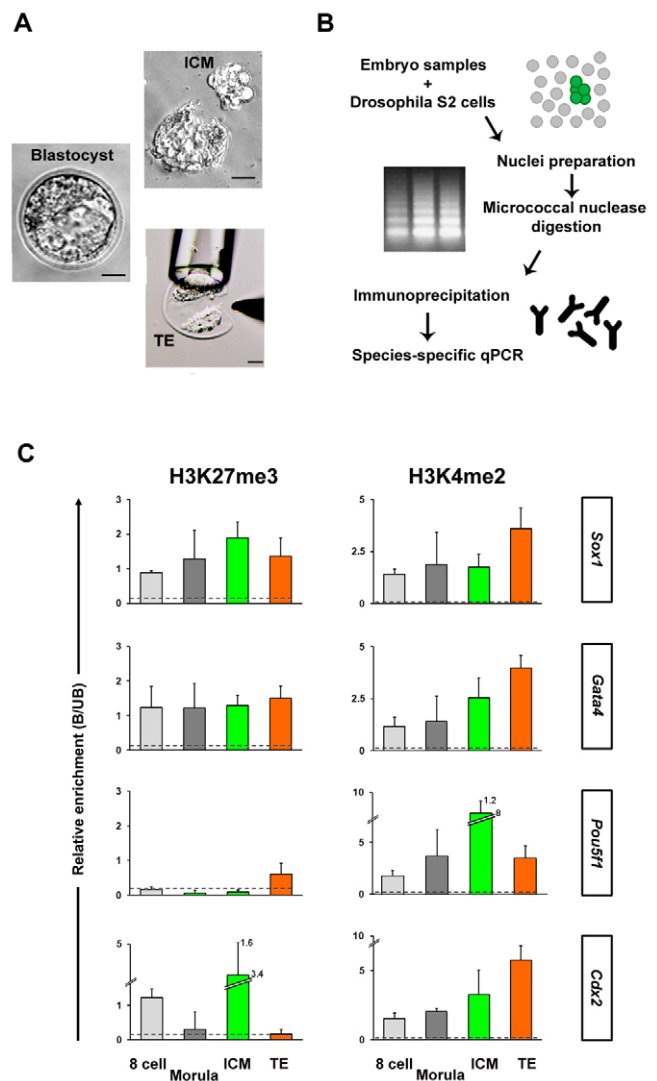 A
ICM
Blastocyst
TE
B
Embryo samples
+
Drosophila S2 cells
Nuclei preparation
Micrococcal nuclease
digestion
Immunoprecipitation
Species-specific qPCR
C
H3K27me3
H3K4me2
Relative enrichment (B/UB)
3
2
1
0
5
2.5
0
Sox1
3
2
1
0
5
2.5
0
Gata4
3
2
1
0
10
5
0
1.2
8
Pou5f1
5
1
0
1.6
3.4
10
5
0
Cdx2
8 cell
Morula
ICM
TE
8 cell
Morula
ICM
TE